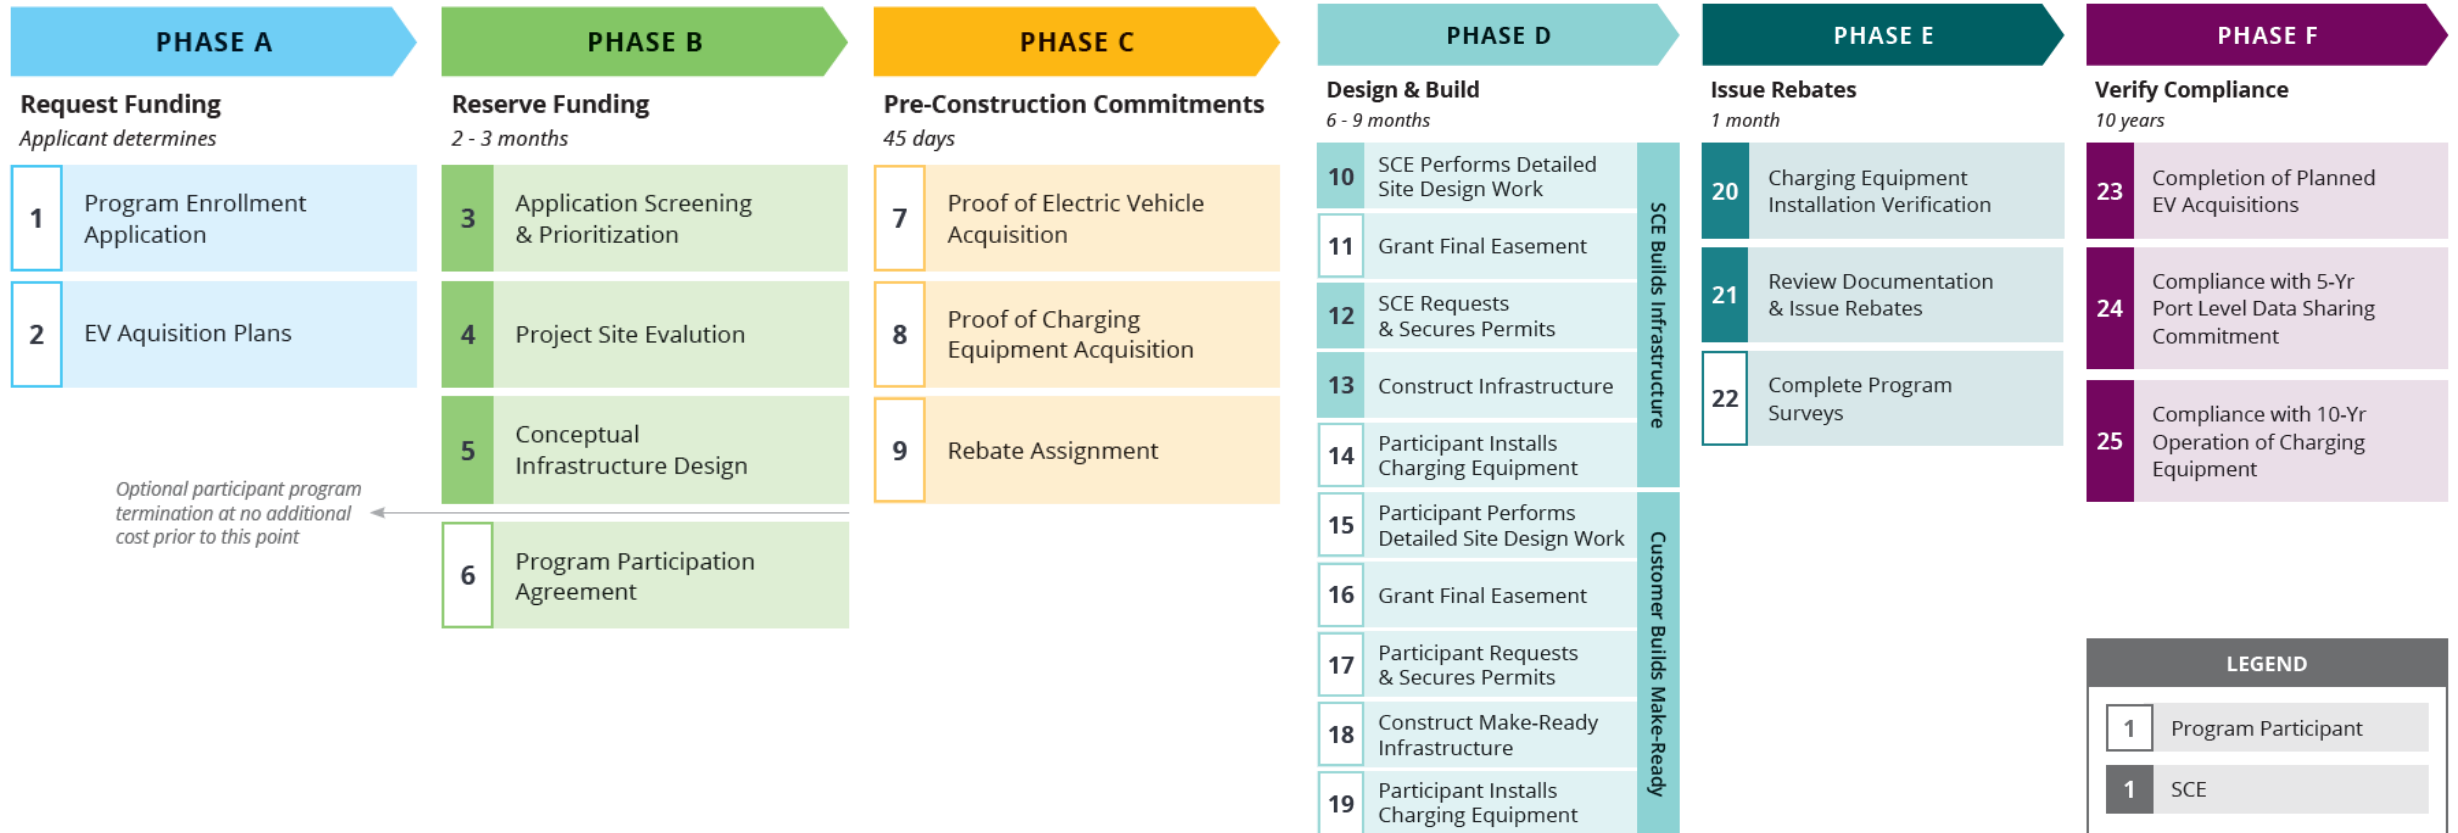 PHASE A
Request Funding
Applicant determines
1
Program Enrollment
Application
2
EV Aquisition Plans
Optional participant program
termination at no additional
cost prior to this point
PHASE B
Reserve Funding
2 - 3 months
3
Application Screening
& Prioritization
4
Project Site Evalution
5
Conceptual
Infrastructure Design
6
Program Participation
Agreement
PHASE C
Pre-Construction Commitments
45 days
7
Proof of Electric Vehicle
Acquisition
8
Proof of Charging
Equipment Acquisition
9
Rebate Assignment
PHASE D
Design & Build
6 - 9 months
10
SCE Performs Detailed
Site Design Work
11
Grant Final Easement
12
SCE Requests
& Secures Permits
13
Construct Infrastructure
14
Participant Installs
Charging Equipment
SCE Builds Infrastructure
15
Participant Performs
Detailed Site Design Work
16
Grant Final Easement
17
Participant Requests
& Secures Permits
18
Construct Make-Ready
Infrastructure
19
Participant Installs
Charging Equipment
Customer Builds Make-Ready
PHASE E
Issue Rebates
1 month
20
Charging Equipment
Installation Verification
21
Review Documentation
& Issue Rebates
22
Complete Program
Surveys
PHASE F
Verify Compliance
10 years
23
Completion of Planned
EV Acquisitions
24
Compliance with 5-Yr
Port Level Data Sharing
Commitment
25
Compliance with 10-Yr
Operation of Charging
Equipment
LEGEND
1
Program Participant
1
SCE